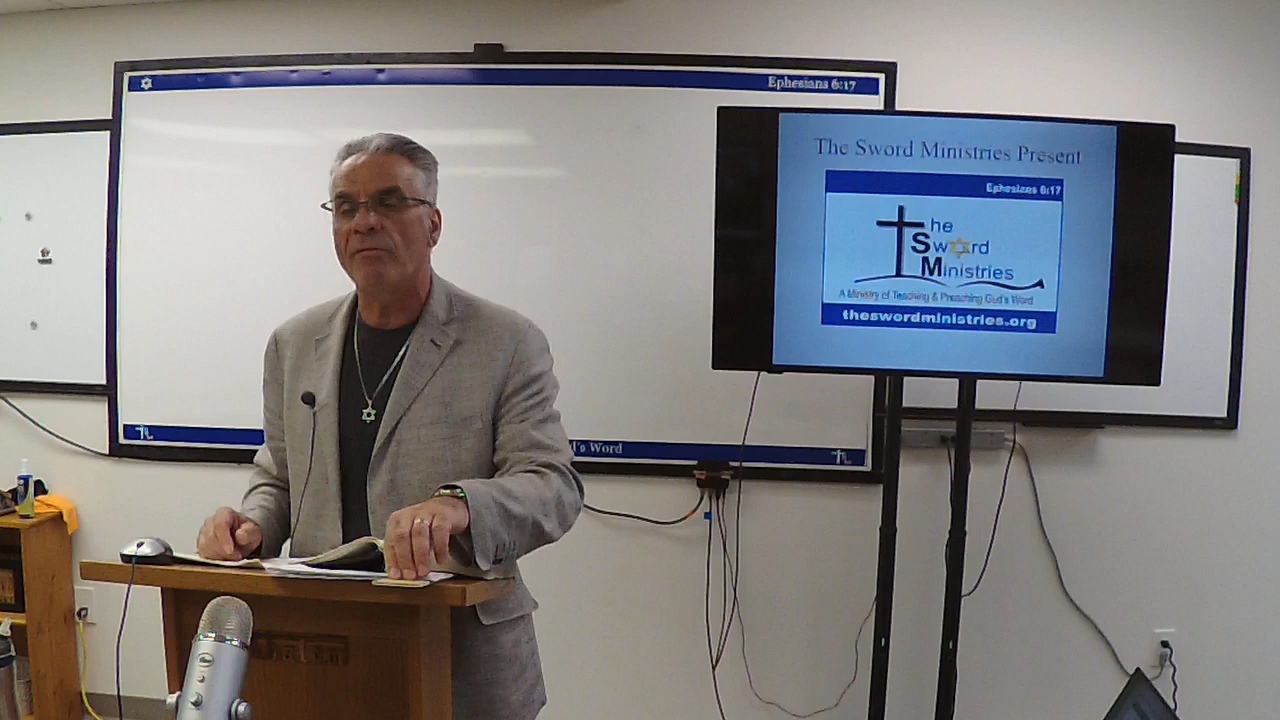 Ephesians 6:17
The Sword Ministries Present
Ephesians 6:17
The
Sword
Ministries
A Ministry of Teaching & Preaching God's Word
theswordministries.org
d's Word